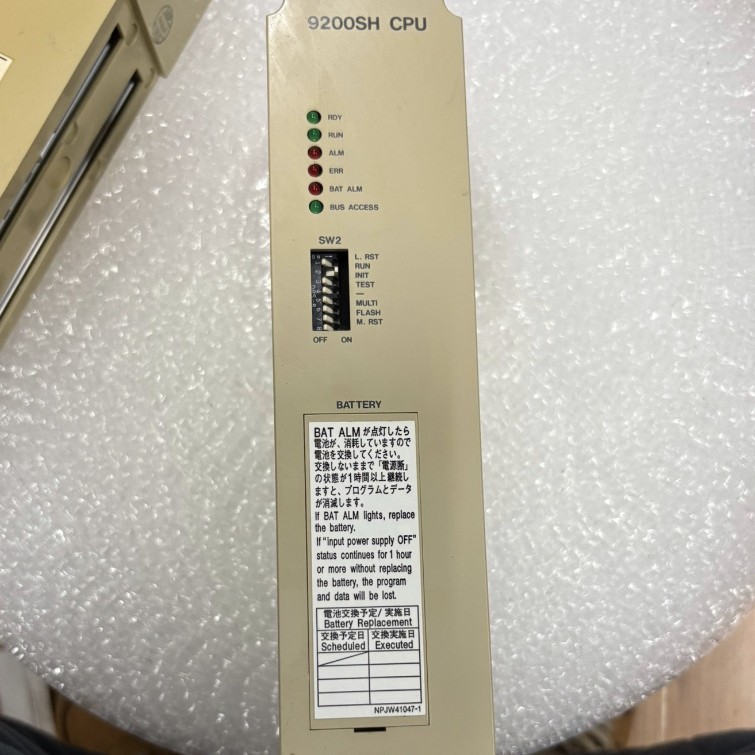 9200SH CPU
RDY
RUN
ALM
ERR
BAT ALM
BUS ACCESS
SW2
L. RST
RUN
INIT
TEST
—
MULTI
FLASH
M. RST
OFF ON
BATTERY
BAT ALMが点灯したら
電池が、消耗していますので
電池を交換してください。
交換しないままで「電源断」
の状態が1時間以上継続し
ますと、プログラムとデータ
が消滅します。
If BAT ALM lights, replace
the battery.
If "input power supply OFF"
status continues for 1 hour
or more without replacing
the battery, the program
and data will be lost.
電池交換予定/実施日
Battery Replacement
交換予定日 交換実施日
Scheduled Executed
NPJW41047-1